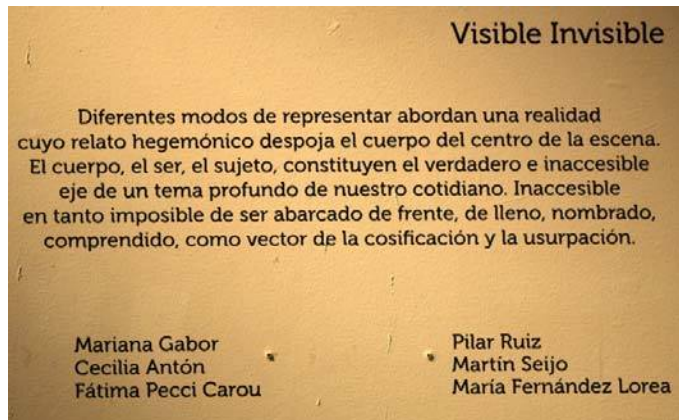 Visible Invisible
Diferentes modos de representar abordan una realidad
cuyo relato hegemónico despoja el cuerpo del centro de la escena.
El cuerpo, el ser, el sujeto, constituyen el verdadero e inaccesible
eje de un tema profundo de nuestro cotidiano. Inaccesible
en tanto imposible de ser abarcado de frente, de lleno, nombrado,
comprendido, como vector de la cosificación y la usurpación.
Mariana Gabor
Cecilia Antón
Fátima Pecci Carou
Pilar Ruiz
Martín Seijo
María Fernández Lorea